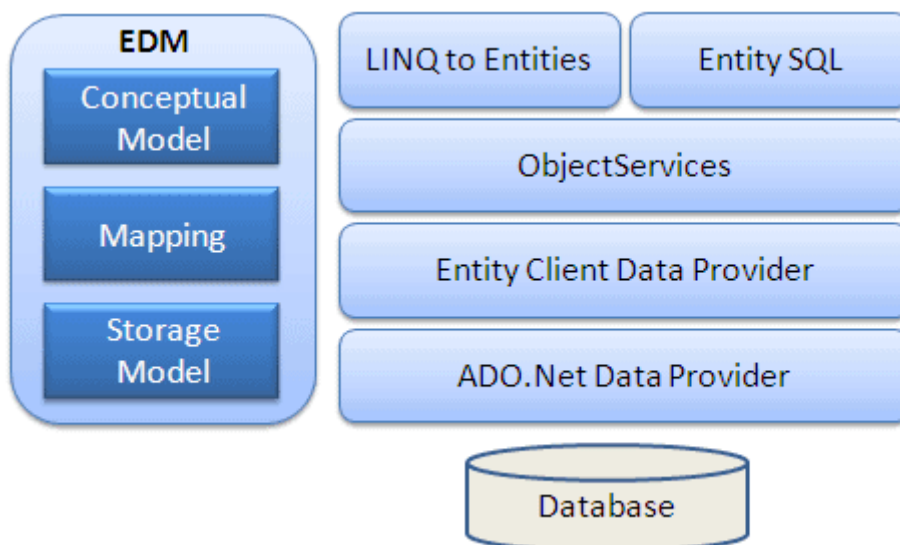 EDM
Conceptual
Model
Mapping
Storage
Model
LINQ to Entities
Entity SQL
ObjectServices
Entity Client Data Provider
ADO.Net Data Provider
Database